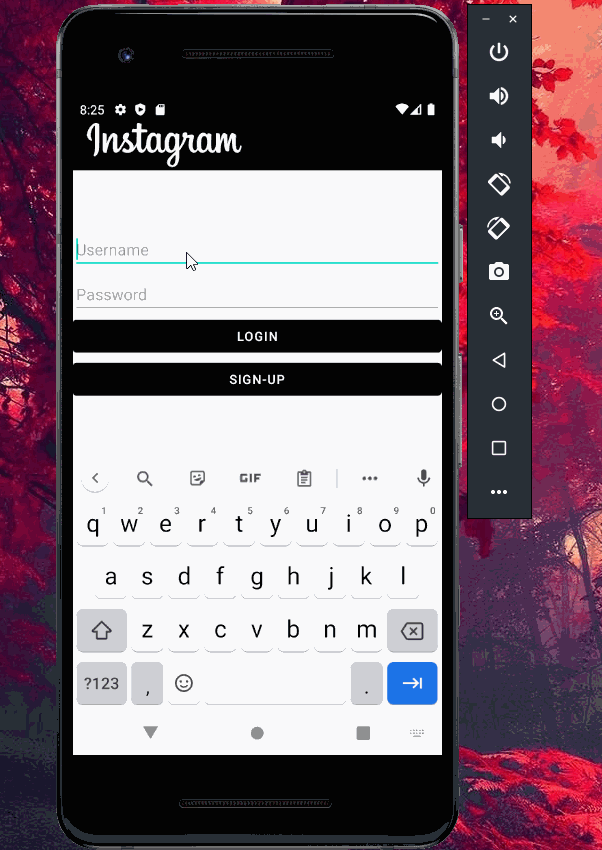 8:25
Instagram
Username
Password
LOGIN
SIGN-UP
GIF
1 2 3 4 5 6 7 8 9 0
q w e r t y u i o p
a s d f g h j k l
z x c v b n m
?123 , .